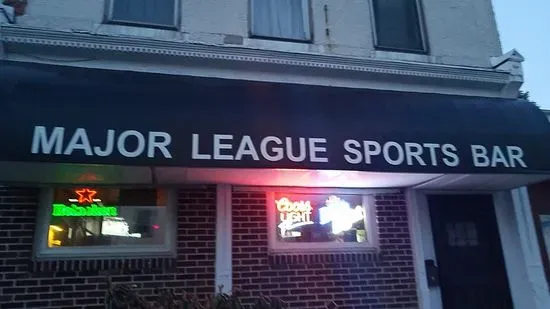 MAJOR LEAGUE SPORTS BAR
Heineken
Coors
LIGHT